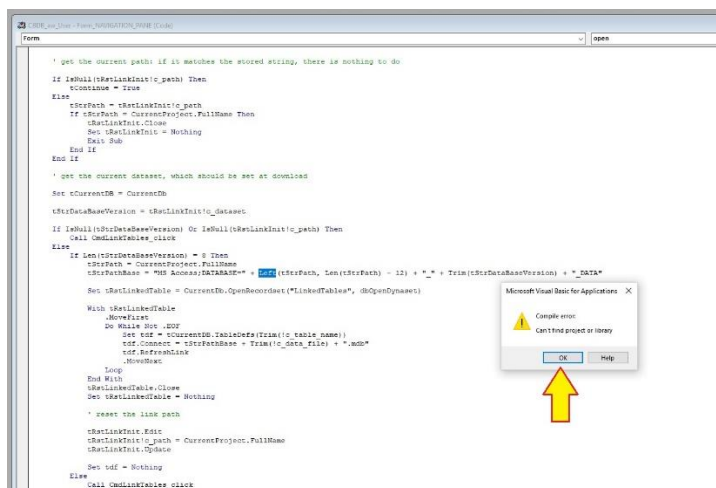 CBDB_aw_User - Form_NAVIGATION_PANE (Code)
Form
open
' get the current path: if it matches the stored string, there is nothing to do
If IsNull(tRstLinkInit!c_path) Then
tContinue = True
Else
tStrPath = tRstLinkInit!c_path
If tStrPath = CurrentProject.FullName Then
tRstLinkInit.Close
Set tRstLinkInit = Nothing
Exit Sub
End If
End If
' get the current dataset, which should be set at download
Set tCurrentDB = CurrentDb
tStrDataBaseVersion = tRstLinkInit!c_dataset
If IsNull(tStrDataBaseVersion) Or IsNull(tRstLinkInit!c_path) Then
Call CmdLinkTables_click
Else
If Len(tStrDataBaseVersion) = 8 Then
tStrPath = CurrentProject.FullName
tStrPathBase = "MS Access;DATABASE=" + Left(tStrPath, Len(tStrPath) - 12) + "_" + Trim(tStrDataBaseVersion) + "_DATA"
Set tRstLinkedTable = CurrentDb.OpenRecordset("LinkedTables", dbOpenDynaset)
With tRstLinkedTable
.MoveFirst
Do While Not .EOF
Set tdf = tCurrentDB.TableDefs(Trim(!c_table_name))
tdf.Connect = tStrPathBase + Trim(!c_data_file) + ".mdb"
tdf.RefreshLink
.MoveNext
Loop
End With
tRstLinkedTable.Close
Set tRstLinkedTable = Nothing
' reset the link path
tRstLinkInit.Edit
tRstLinkInit!c_path = CurrentProject.FullName
tRstLinkInit.Update
Set tdf = Nothing
Else
Call CmdLinkTables_click
Microsoft Visual Basic for Applications
Compile error:
Can't find project or library
OK
Help